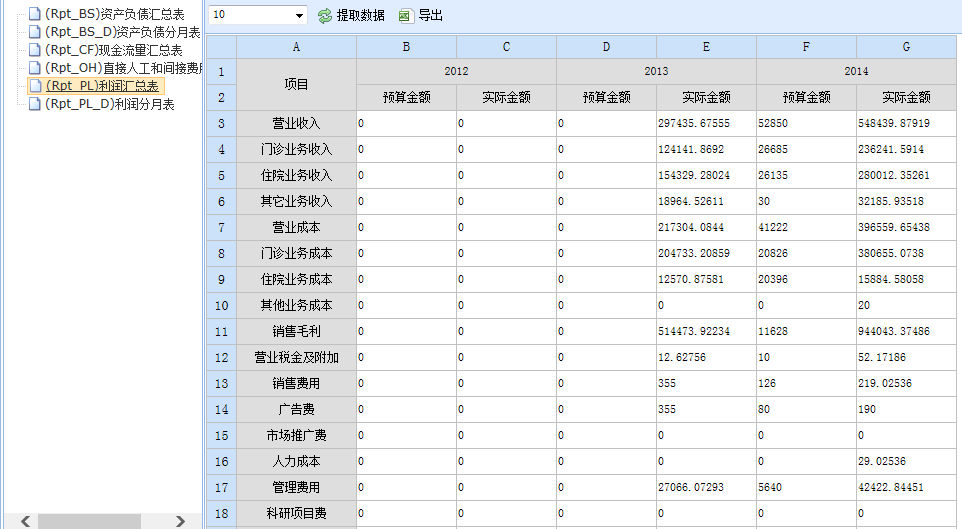 (Rpt_BS)资产负债汇总表
(Rpt_BS_D)资产负债分月表
(Rpt_CF)现金流量汇总表
(Rpt_OH)直接人工和间接费
(Rpt_PL)利润汇总表
(Rpt_PL_D)利润分月表
10 提取数据 导出
A B C D E F G
1 项目 2012 2013 2014
2 预算金额 实际金额 预算金额 实际金额 预算金额 实际金额
3 营业收入 0 0 0 297435.67555 52850 548439.87919
4 门诊业务收入 0 0 0 124141.8692 26685 236241.5914
5 住院业务收入 0 0 0 154329.28024 26135 280012.35261
6 其它业务收入 0 0 0 18964.52611 30 32185.93518
7 营业成本 0 0 0 217304.0844 41222 396559.65438
8 门诊业务成本 0 0 0 204733.20859 20826 380655.0738
9 住院业务成本 0 0 0 12570.87581 20396 15884.58058
10 其他业务成本 0 0 0 0 0 20
11 销售毛利 0 0 0 514473.92234 11628 944043.37486
12 营业税金及附加 0 0 0 12.62756 10 52.17186
13 销售费用 0 0 0 355 126 219.02536
14 广告费 0 0 0 355 80 190
15 市场推广费 0 0 0 0 0 0
16 人力成本 0 0 0 0 0 29.02536
17 管理费用 0 0 0 27066.07293 5640 42422.84451
18 科研项目费 0 0 0 0 0 0